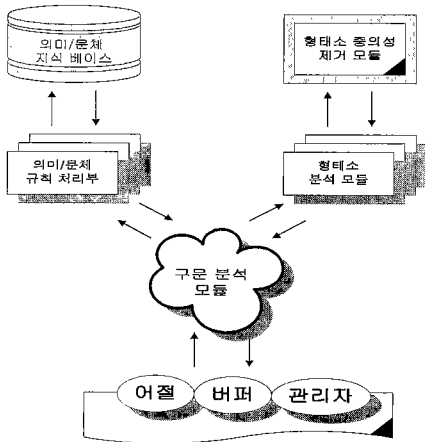 의미/문체
지식 베이스
형태소 중의성
제거 모듈
의미/문체
규칙 처리부
형태소
분석 모듈
구문 분석
모듈
어절 버퍼 관리자